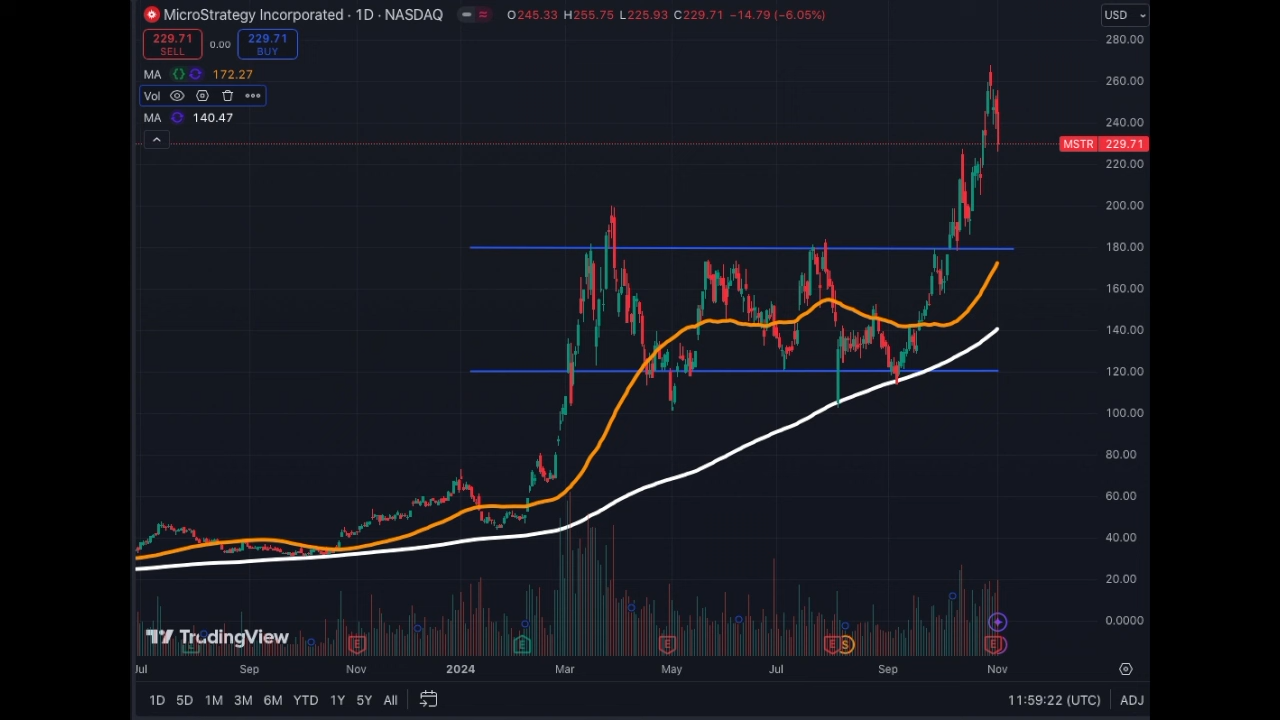 MicroStrategy Incorporated · 1D · NASDAQ O245.33 H255.75 L225.93 C229.71 −14.79 (−6.05%) USD
229.71 SELL 0.00 229.71 BUY
280.00
MA 172.27
260.00
Vol
MA 140.47
240.00
MSTR 229.71
220.00
200.00
180.00
160.00
140.00
120.00
100.00
80.00
60.00
40.00
20.00
0.0000
TradingView
E E E E S E
Jul Sep Nov 2024 Mar May Jul Sep Nov
1D 5D 1M 3M 6M YTD 1Y 5Y All 11:59:22 (UTC) ADJ